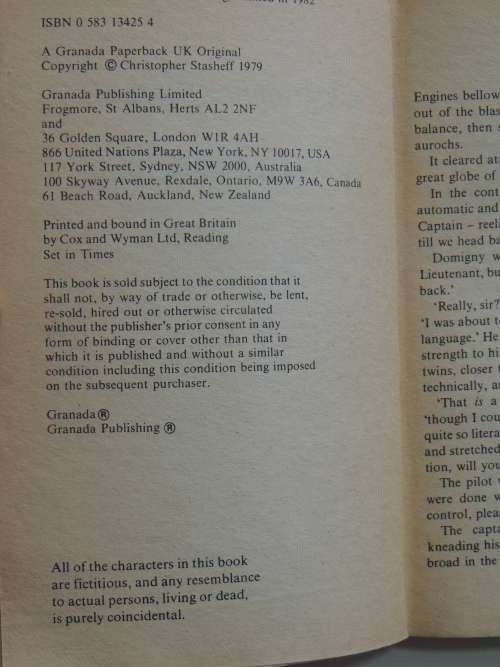 in 1982
ISBN 0 583 13425 4
A Granada Paperback UK Original
Copyright © Christopher Stasheff 1979
Granada Publishing Limited
Frogmore, St Albans, Herts AL2 2NF
and
36 Golden Square, London W1R 4AH
866 United Nations Plaza, New York, NY 10017, USA
117 York Street, Sydney, NSW 2000, Australia
100 Skyway Avenue, Rexdale, Ontario, M9W 3A6, Canada
61 Beach Road, Auckland, New Zealand
Printed and bound in Great Britain
by Cox and Wyman Ltd, Reading
Set in Times
This book is sold subject to the condition that it
shall not, by way of trade or otherwise, be lent,
re-sold, hired out or otherwise circulated
without the publisher's prior consent in any
form of binding or cover other than that in
which it is published and without a similar
condition including this condition being imposed
on the subsequent purchaser.
Granada ®
Granada Publishing ®
All of the characters in this book
are fictitious, and any resemblance
to actual persons, living or dead,
is purely coincidental.
Engines bellow
out of the blas
balance, then
aurochs.
It cleared at
great globe of
In the cont
automatic and
Captain – reeli
till we head ba
Domigny w
Lieutenant, bu
back.'
'Really, sir?
'I was about to
language.' He
strength to hi
twins, closer t
technically, a
'That is a
'though I cou
quite so litera
and stretched
tion, will you
The pilot
were done w
control, pleas
The capta
kneading his
broad in the